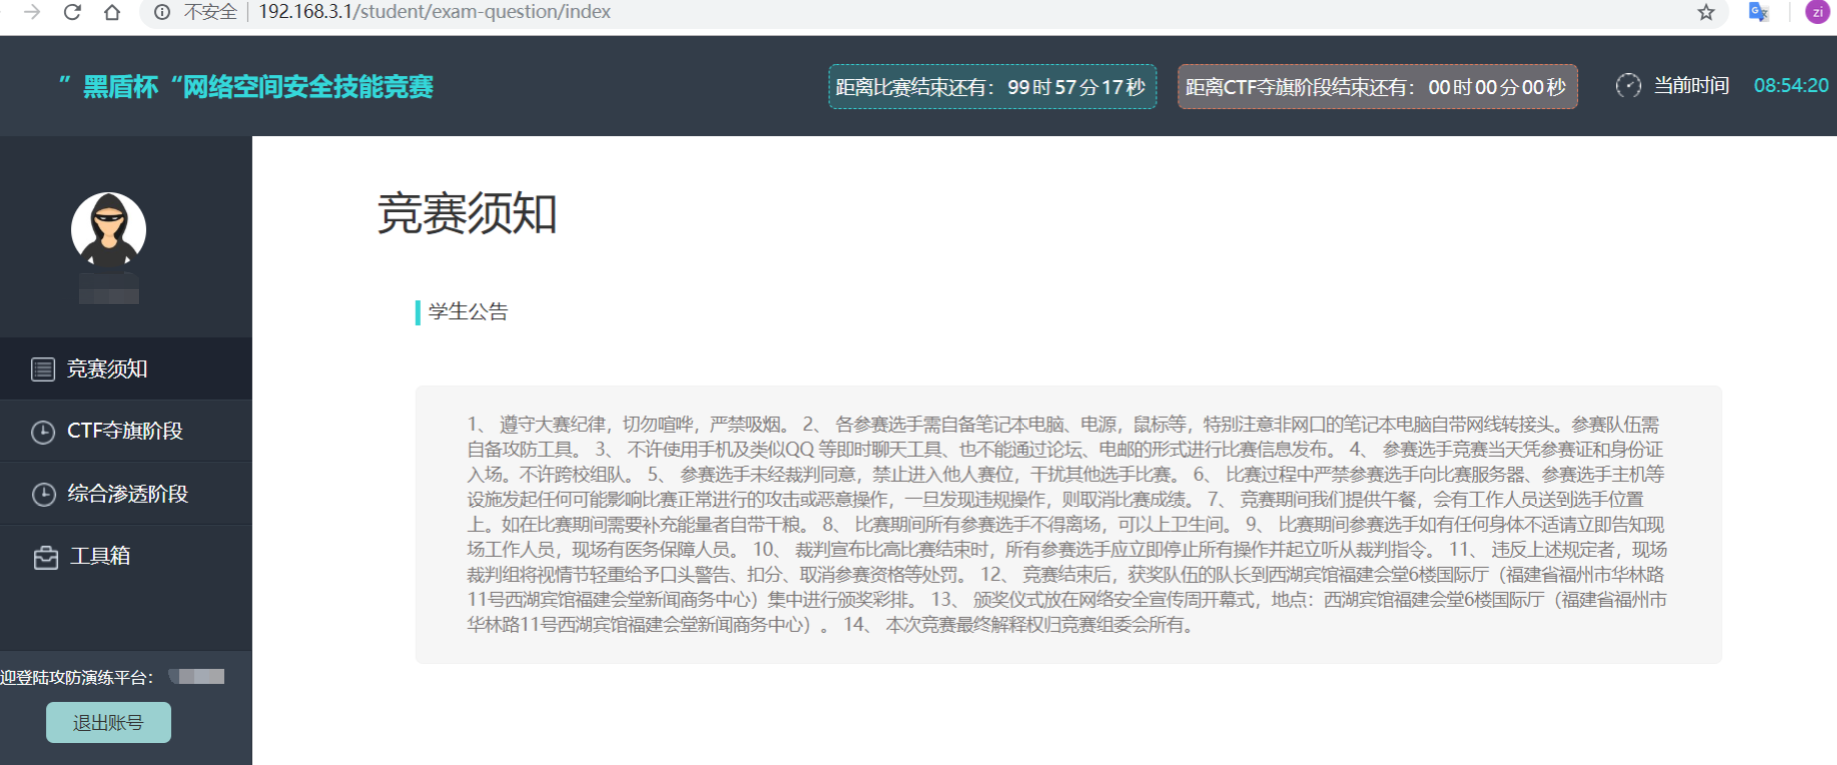 不安全 192.168.3.1/student/exam-question/index
zi
”黑盾杯“网络空间安全技能竞赛
距离比赛结束还有：99时57分17秒
距离CTF夺旗阶段结束还有：00时00分00秒
当前时间 08:54:20
竞赛须知
CTF夺旗阶段
综合渗透阶段
工具箱
迎登陆攻防演练平台：
退出账号
竞赛须知
学生公告
1、 遵守大赛纪律，切勿喧哗，严禁吸烟。 2、 各参赛选手需自备笔记本电脑、电源，鼠标等，特别注意非网口的笔记本电脑自带网线转接头。参赛队伍需
自备攻防工具。 3、 不许使用手机及类似QQ 等即时聊天工具、也不能通过论坛、电邮的形式进行比赛信息发布。 4、 参赛选手竞赛当天凭参赛证和身份证
入场。不许跨校组队。 5、 参赛选手未经裁判同意，禁止进入他人赛位，干扰其他选手比赛。 6、 比赛过程中严禁参赛选手向比赛服务器、参赛选手主机等
设施发起任何可能影响比赛正常进行的攻击或恶意操作，一旦发现违规操作，则取消比赛成绩。 7、 竞赛期间我们提供午餐，会有工作人员送到选手位置
上。如在比赛期间需要补充能量者自带干粮。 8、 比赛期间所有参赛选手不得离场，可以上卫生间。 9、 比赛期间参赛选手如有任何身体不适请立即告知现
场工作人员，现场有医务保障人员。 10、 裁判宣布比高比赛结束时，所有参赛选手应立即停止所有操作并起立听从裁判指令。 11、 违反上述规定者，现场
裁判组将视情节轻重给予口头警告、扣分、取消参赛资格等处罚。 12、 竞赛结束后，获奖队伍的队长到西湖宾馆福建会堂6楼国际厅（福建省福州市华林路
11号西湖宾馆福建会堂新闻商务中心）集中进行颁奖彩排。 13、 颁奖仪式放在网络安全宣传周开幕式，地点：西湖宾馆福建会堂6楼国际厅（福建省福州市
华林路11号西湖宾馆福建会堂新闻商务中心）。 14、 本次竞赛最终解释权归竞赛组委会所有。